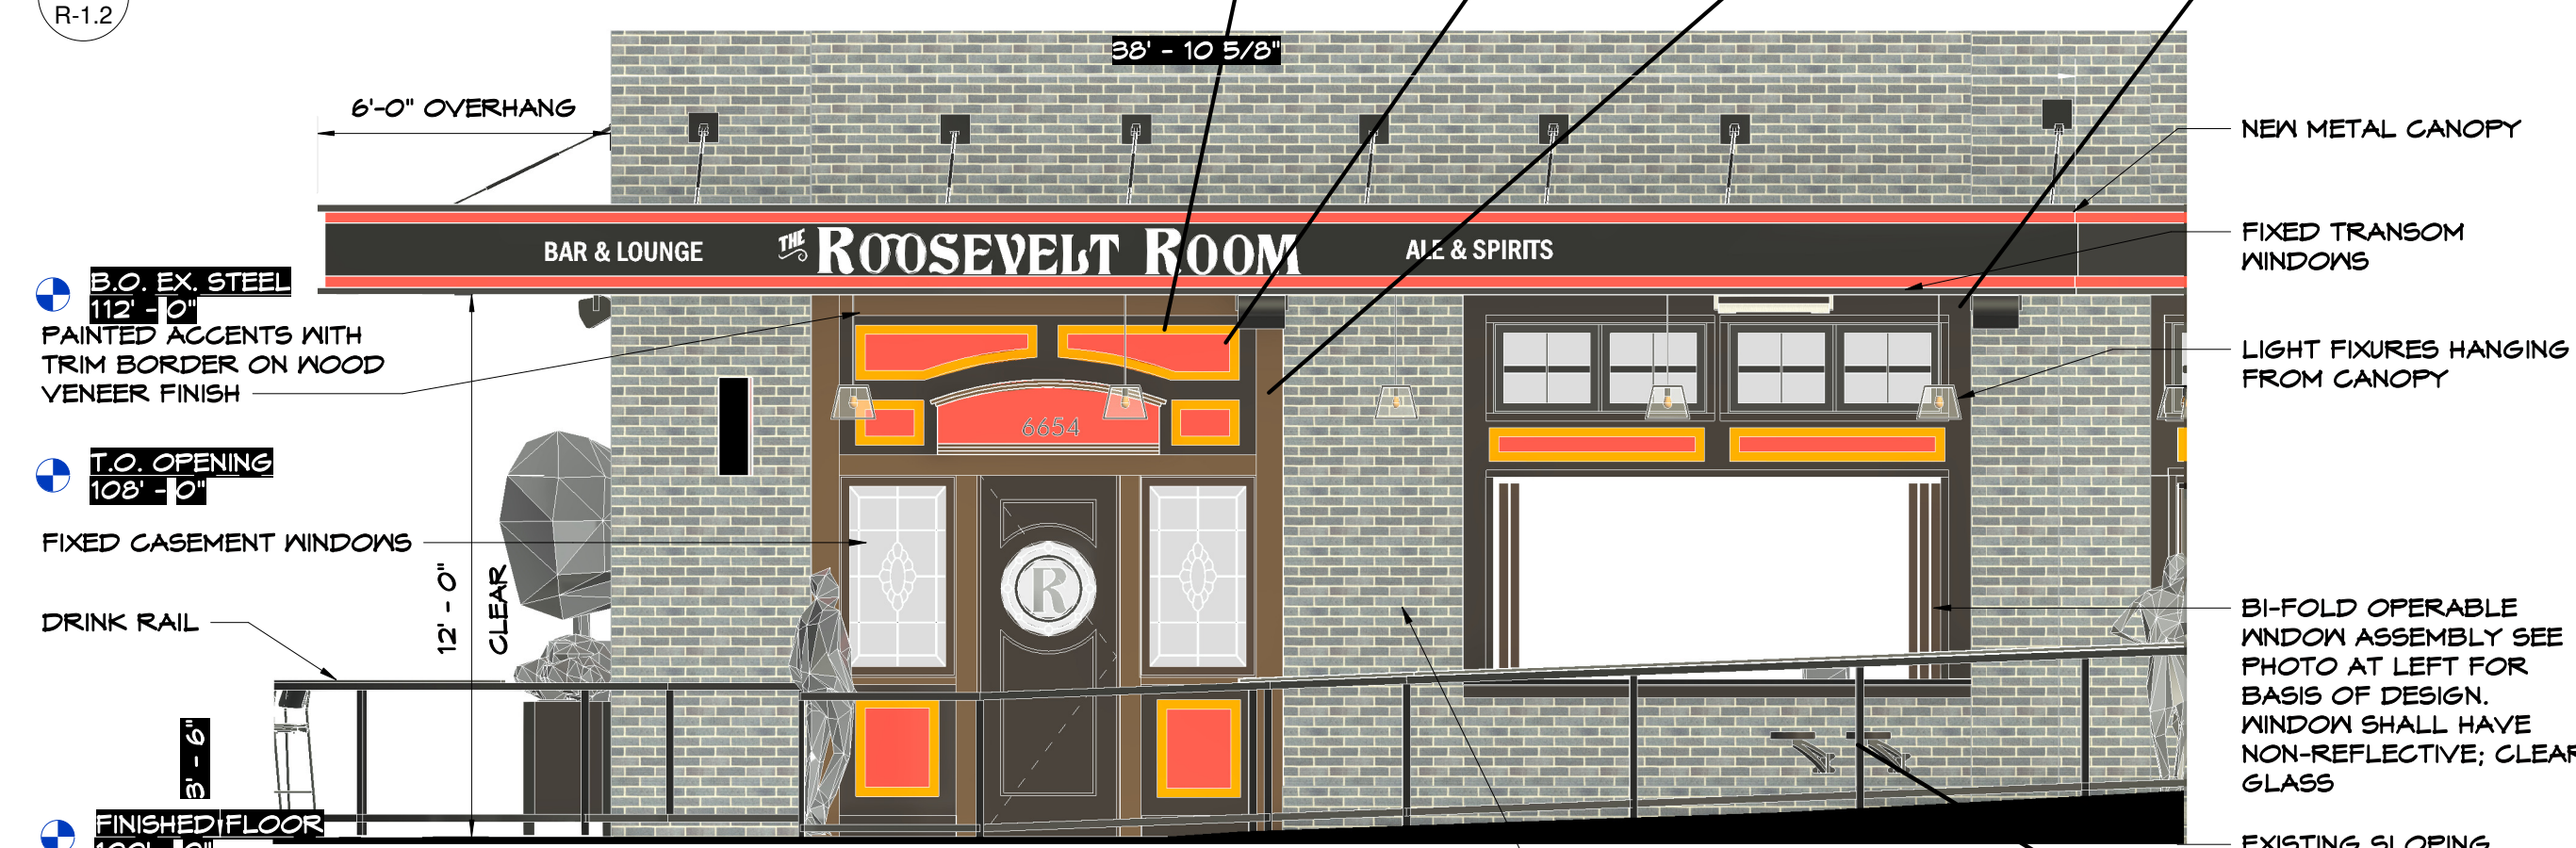 R-1.2
38' - 10 5/8"
6'-0" OVERHANG
NEW METAL CANOPY
BAR & LOUNGE
THE ROOSEVELT ROOM
ALE & SPIRITS
FIXED TRANSOM
WINDOWS
B.O. EX. STEEL
112' - 0"
PAINTED ACCENTS WITH
TRIM BORDER ON WOOD
VENEER FINISH
LIGHT FIXURES HANGING
FROM CANOPY
6654
T.O. OPENING
108' - 0"
FIXED CASEMENT WINDOWS
12' - 0"
CLEAR
R
DRINK RAIL
BI-FOLD OPERABLE
WNDOW ASSEMBLY SEE
PHOTO AT LEFT FOR
BASIS OF DESIGN.
WINDOW SHALL HAVE
NON-REFLECTIVE; CLEAR
GLASS
3' - 6"
FINISHED FLOOR
100' - 0"
EXISTING SLOPING